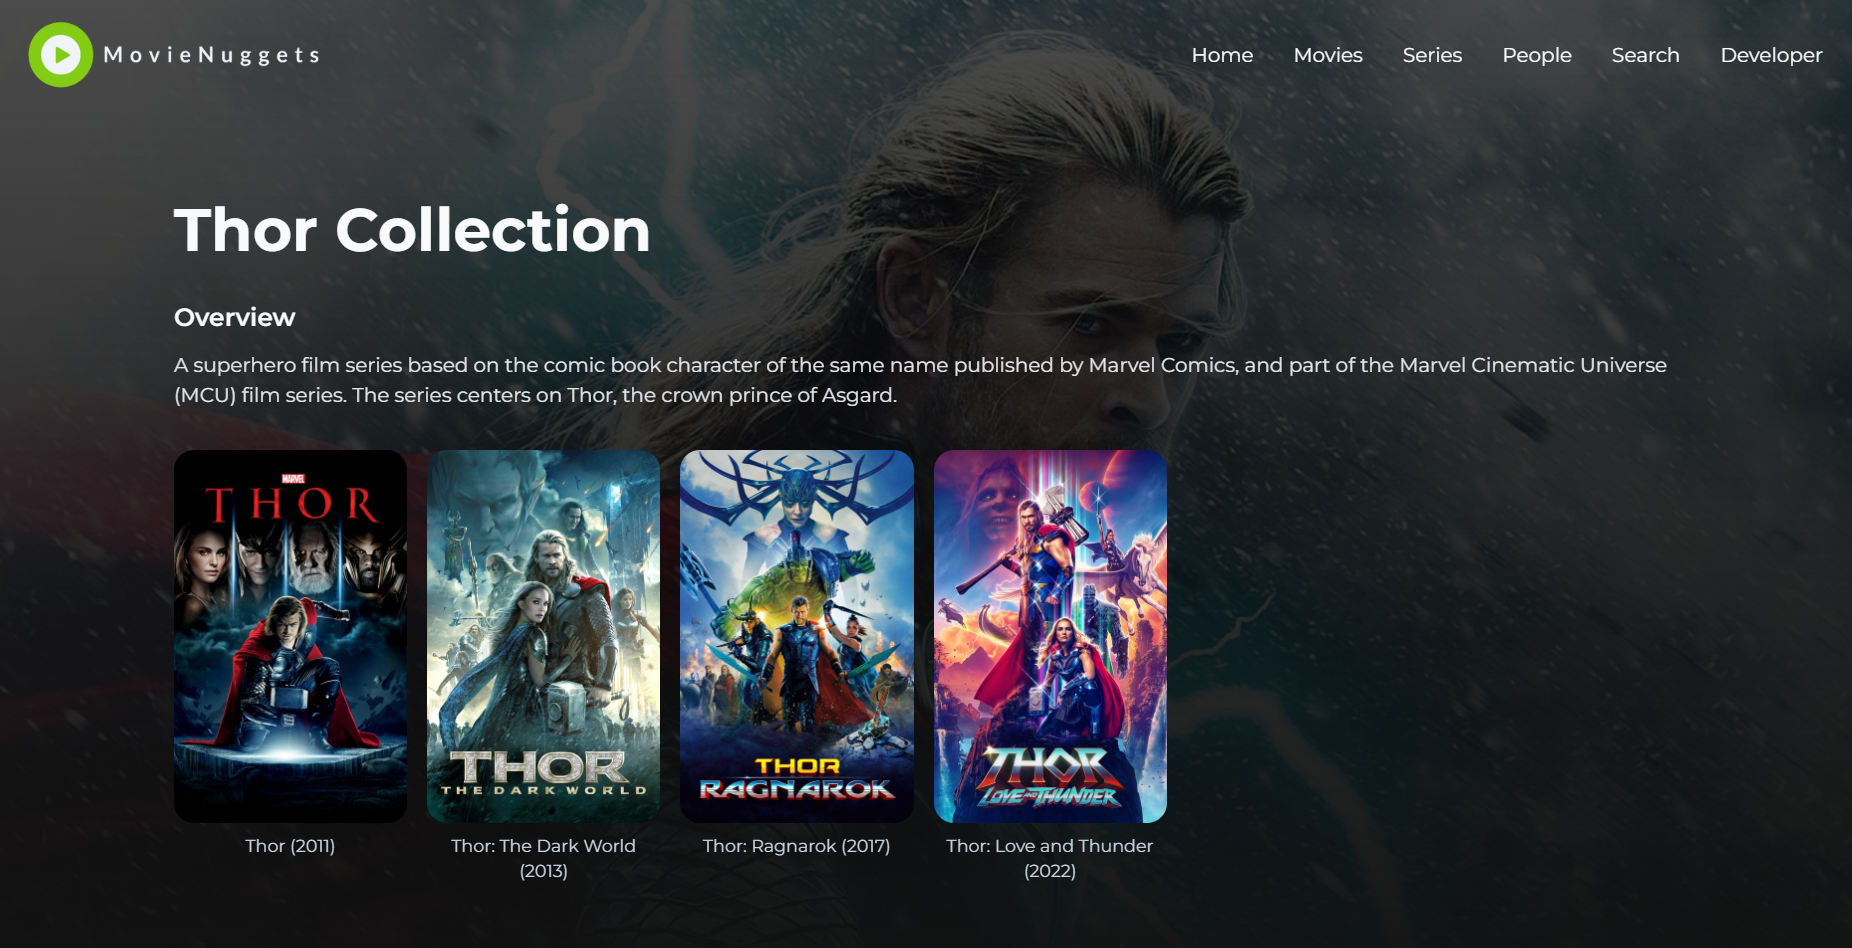 MovieNuggets
Home Movies Series People Search Developer
Thor Collection
Overview
A superhero film series based on the comic book character of the same name published by Marvel Comics, and part of the Marvel Cinematic Universe
(MCU) film series. The series centers on Thor, the crown prince of Asgard.
MARVEL
THOR
THOR
THE DARK WORLD
THOR
RAGNAROK
THOR
LOVE AND THUNDER
Thor (2011)
Thor: The Dark World
(2013)
Thor: Ragnarok (2017)
Thor: Love and Thunder
(2022)